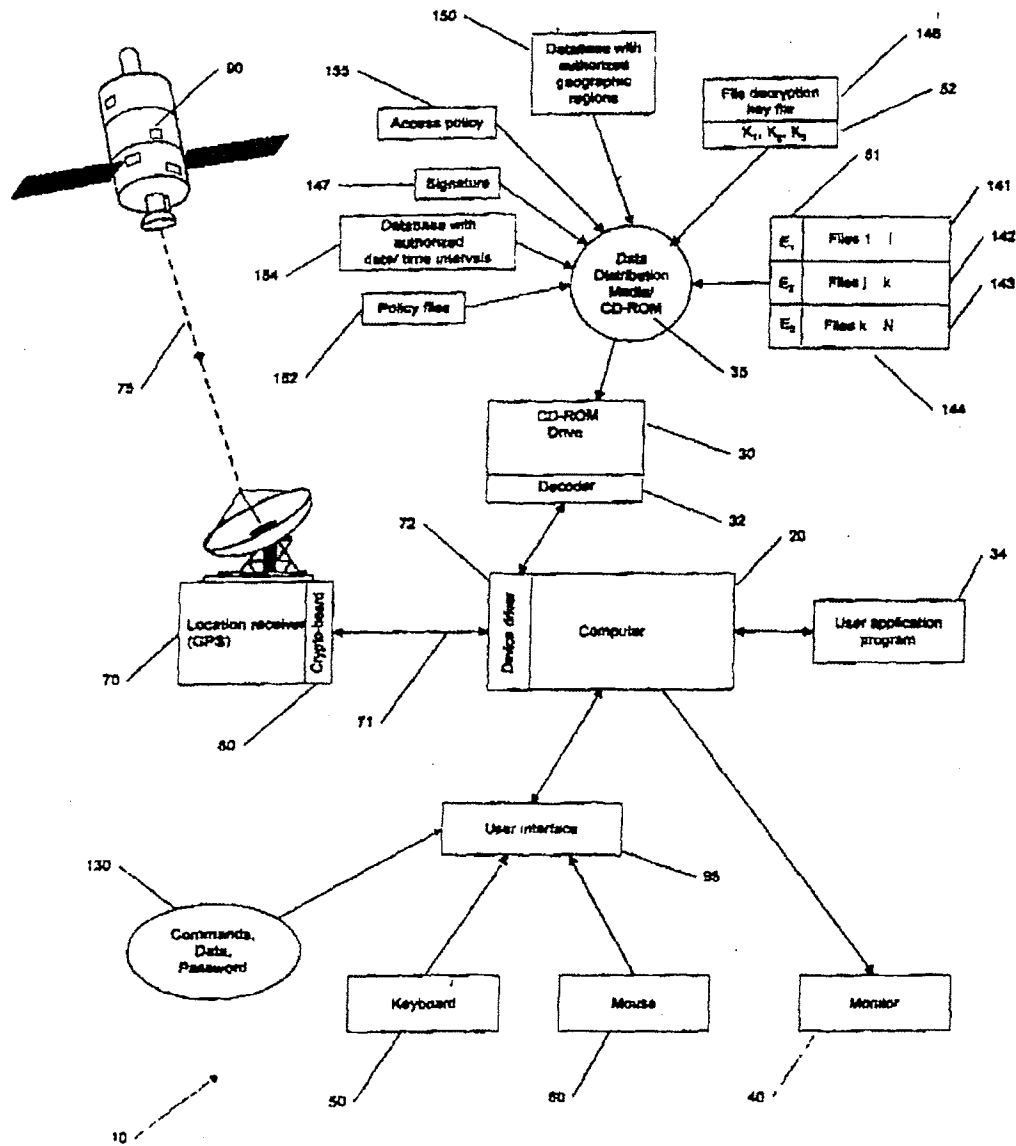 150
146
90
155
Database with
authorized
geographic
regions
File decryption
key file
52
Access policy
K₁, K₂, K₃
81
147
Signature
141
Database with
authorized
date/ time intervals
Data
Distribution
Media/
CD-ROM
E₁ Files 1 i
142
154
E₂ Files j k
143
Policy files
E₃ Files k N
75
152
35
144
CD-ROM
Drive
30
Decoder
72
32
20
34
Location receiver
(GPS)
Crypto-board
Device driver
Computer
User application
program
70
71
80
User interface
130
95
Commands,
Data,
Password
Keyboard
Mouse
Monitor
50
60
40
10